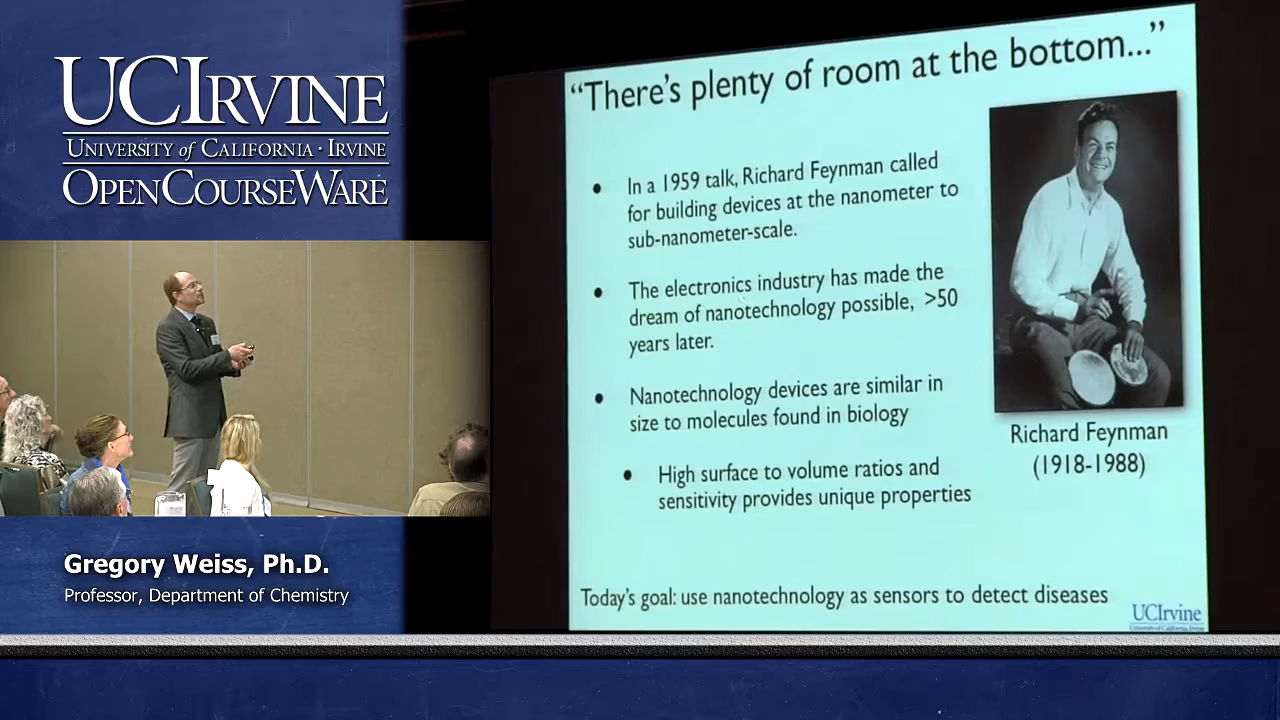 UCIRVINE
UNIVERSITY of CALIFORNIA · IRVINE
OPENCOURSEWARE
Gregory Weiss, Ph.D.
Professor, Department of Chemistry
“There’s plenty of room at the bottom...”
• In a 1959 talk, Richard Feynman called
for building devices at the nanometer to
sub-nanometer-scale.
• The electronics industry has made the
dream of nanotechnology possible, >50
years later.
• Nanotechnology devices are similar in
size to molecules found in biology
• High surface to volume ratios and
sensitivity provides unique properties
Richard Feynman
(1918-1988)
Today’s goal: use nanotechnology as sensors to detect diseases
UCIrvine
University of California, Irvine